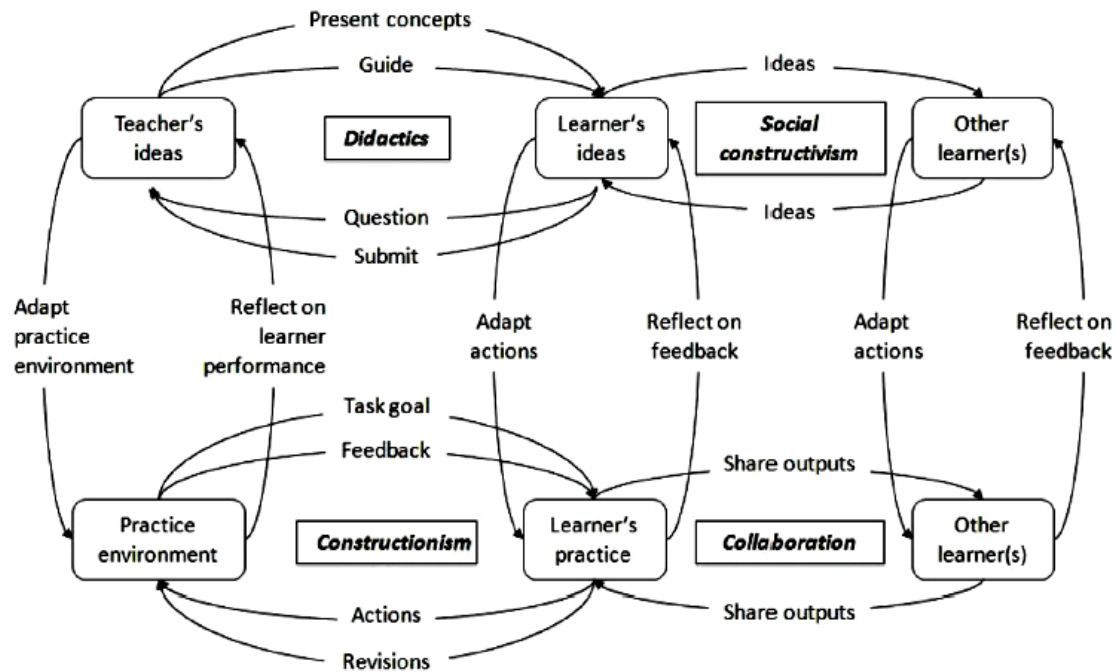 Present concepts
Guide
Ideas
Teacher's
ideas
Didactics
Learner's
ideas
Social
constructivism
Other
learner(s)
Question
Submit
Ideas
Adapt
practice
environment
Reflect on
learner
performance
Adapt
actions
Reflect on
feedback
Adapt
actions
Reflect on
feedback
Task goal
Feedback
Share outputs
Practice
environment
Constructionism
Learner's
practice
Collaboration
Other
learner(s)
Actions
Revisions
Share outputs